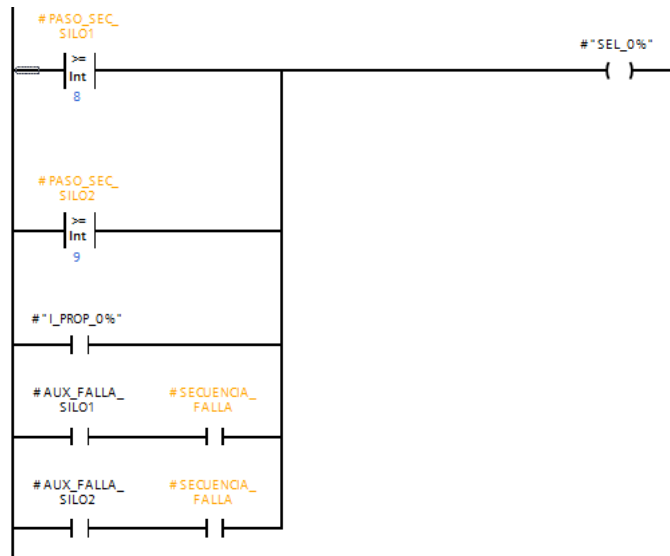 #PASO_SEC_
SILO1
#"SEL_0%"
>=
Int
8
#PASO_SEC_
SILO2
>=
Int
9
#"I_PROP_0%"
#AUX_FALLA_
SILO1
#SECUENCIA_
FALLA
#AUX_FALLA_
SILO2
#SECUENCIA_
FALLA